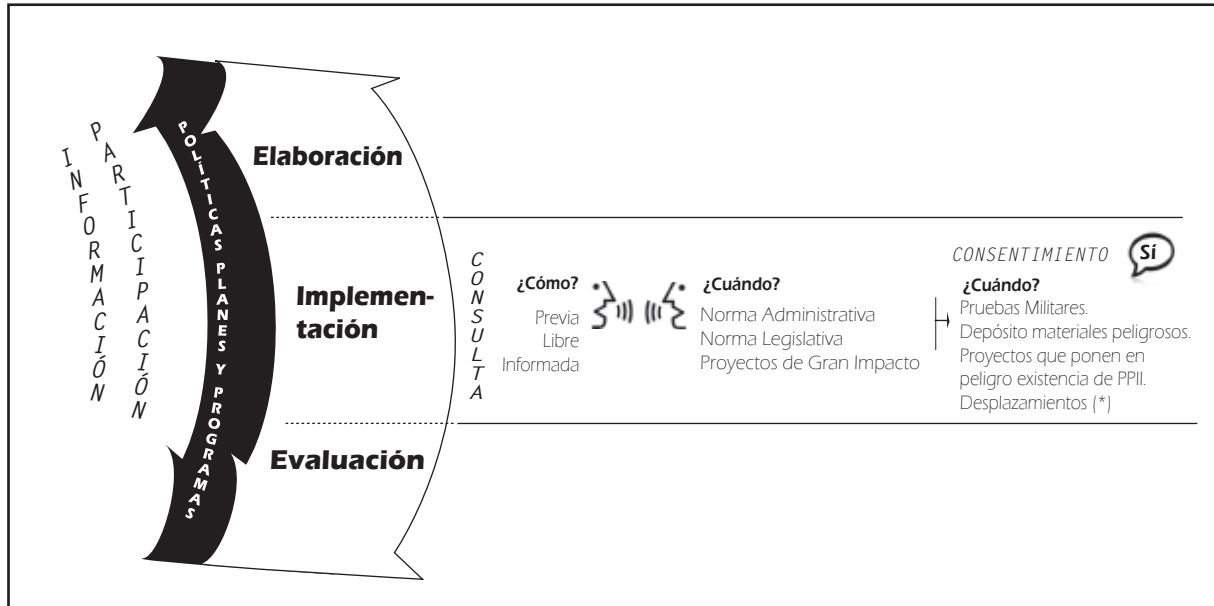 INFORMACIÓN
PARTICIPACIÓN
POLÍTICAS PLANES Y PROGRAMAS
Elaboración
Implemen-
tación
Evaluación
CONSULTA
¿Cómo?
Previa
Libre
Informada
¿Cuándo?
Norma Administrativa
Norma Legislativa
Proyectos de Gran Impacto
CONSENTIMIENTO
Sí
¿Cuándo?
Pruebas Militares.
Depósito materiales peligrosos.
Proyectos que ponen en
peligro existencia de PPII.
Desplazamientos (*)